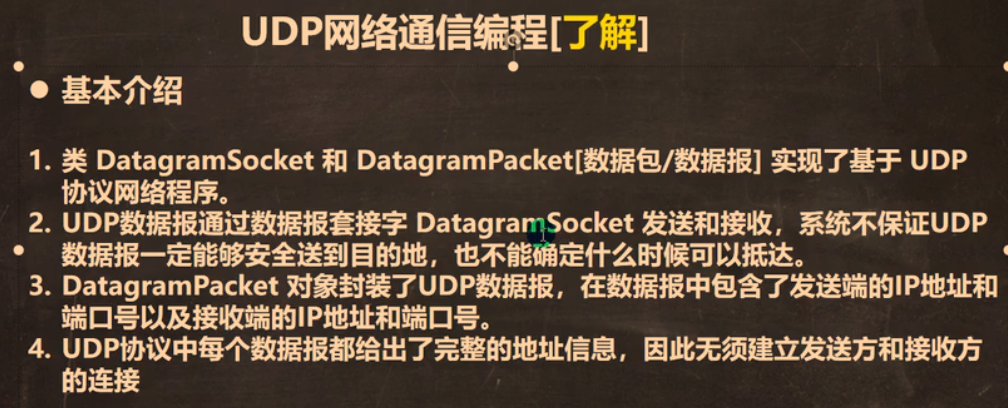 UDP网络通信编程[了解]
● 基本介绍
1. 类 DatagramSocket 和 DatagramPacket[数据包/数据报] 实现了基于 UDP
协议网络程序。
2. UDP数据报通过数据报套接字 DatagramSocket 发送和接收，系统不保证UDP
数据报一定能够安全送到目的地，也不能确定什么时候可以抵达。
3. DatagramPacket 对象封装了UDP数据报，在数据报中包含了发送端的IP地址和
端口号以及接收端的IP地址和端口号。
4. UDP协议中每个数据报都给出了完整的地址信息，因此无须建立发送方和接收方
的连接